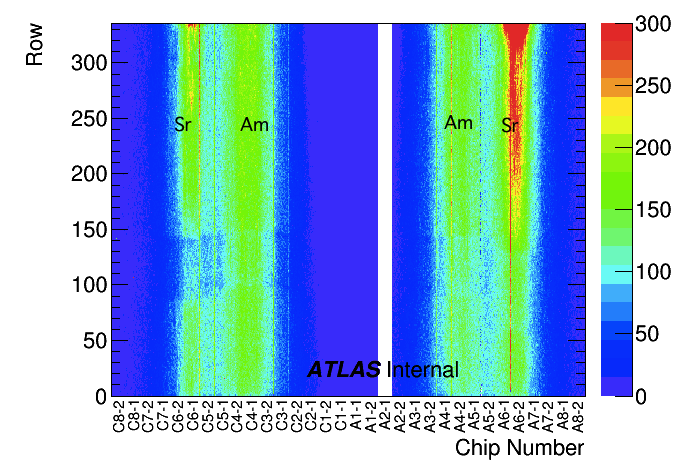 Row
300
250
200
150
100
50
0
Sr
Am
Am
Sr
ATLAS Internal
C8-2
C8-1
C7-2
C7-1
C6-2
C6-1
C5-2
C5-1
C4-2
C4-1
C3-2
C3-1
C2-2
C2-1
C1-2
C1-1
A1-1
A1-2
A2-1
A2-2
A3-1
A3-2
A4-1
A4-2
A5-1
A5-2
A6-1
A6-2
A7-1
A7-2
A8-1
A8-2
Chip Number
300
250
200
150
100
50
0